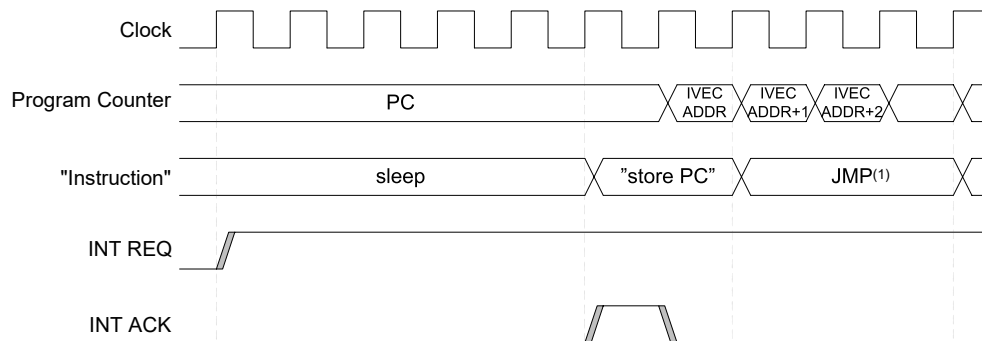 Clock
Program Counter
PC
IVEC
ADDR
IVEC
ADDR+1
IVEC
ADDR+2
"Instruction"
sleep
"store PC"
JMP(1)
INT REQ
INT ACK